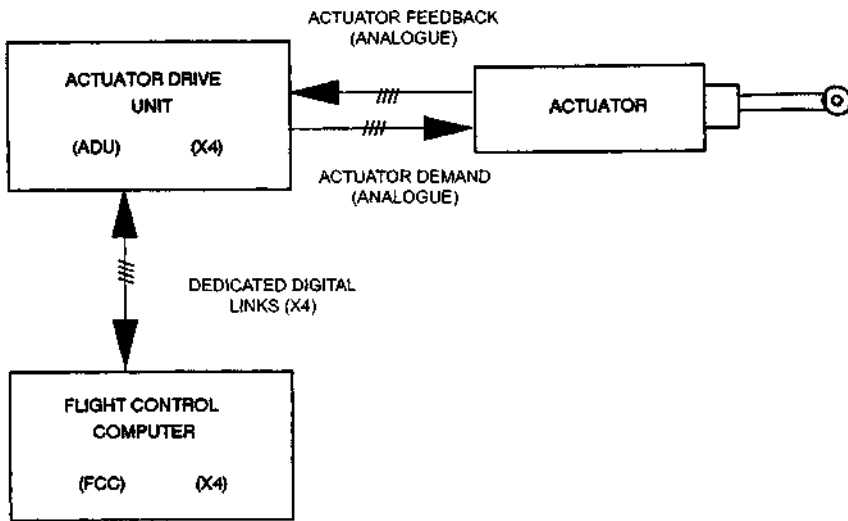 ACTUATOR FEEDBACK
(ANALOGUE)
ACTUATOR DRIVE
UNIT
(ADU) (X4)
ACTUATOR
ACTUATOR DEMAND
(ANALOGUE)
DEDICATED DIGITAL
LINKS (X4)
FLIGHT CONTROL
COMPUTER
(FCC) (X4)